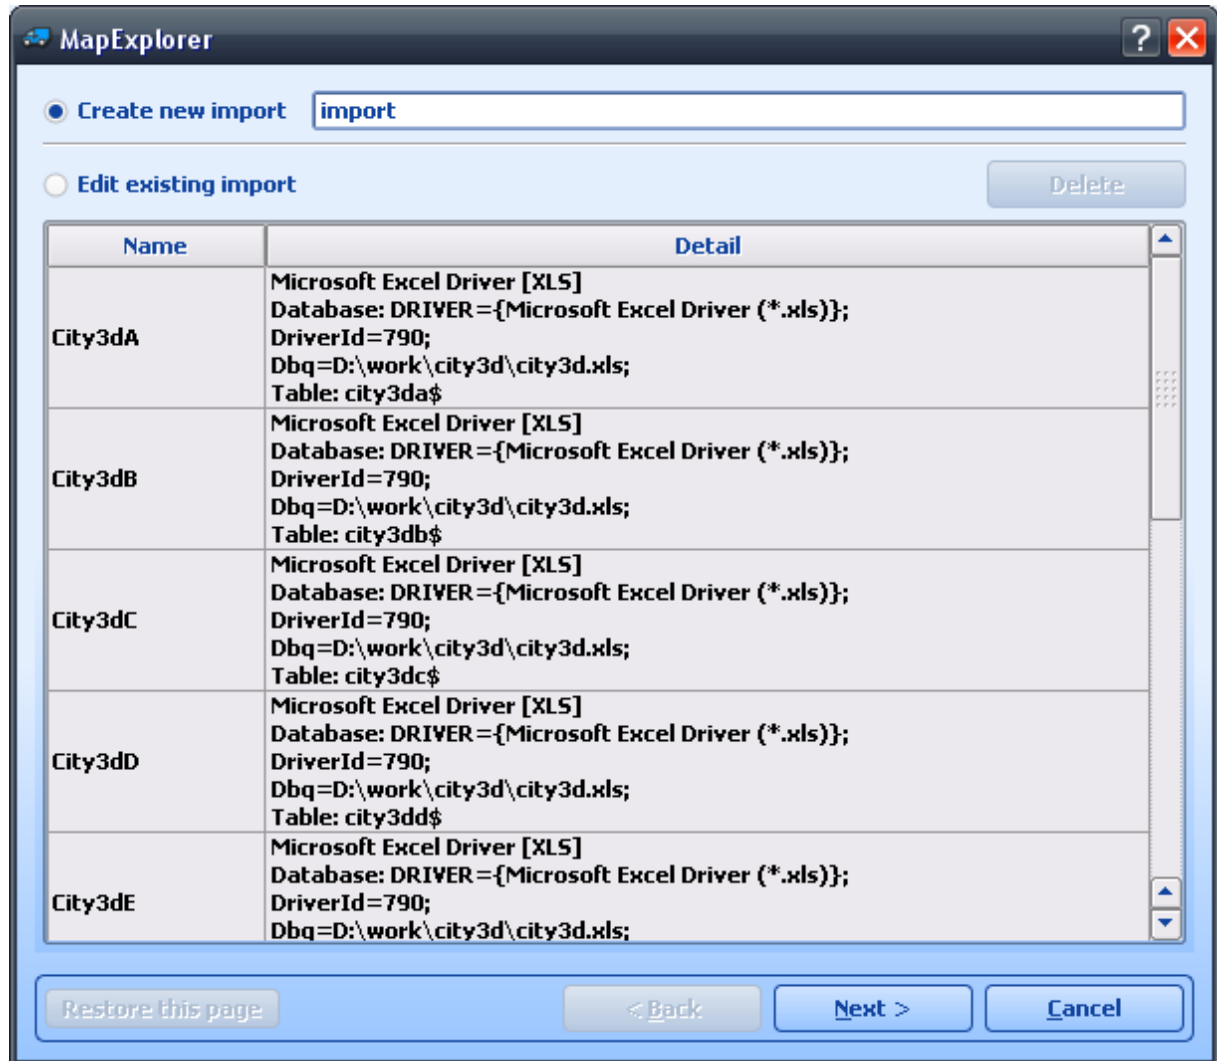 MapExplorer
?
Create new import import
Edit existing import Delete
Name Detail
City3dA
Microsoft Excel Driver [XLS]
Database: DRIVER={Microsoft Excel Driver (*.xls)};
DriverId=790;
Dbq=D:\work\city3d\city3d.xls;
Table: city3da$
City3dB
Microsoft Excel Driver [XLS]
Database: DRIVER={Microsoft Excel Driver (*.xls)};
DriverId=790;
Dbq=D:\work\city3d\city3d.xls;
Table: city3db$
City3dC
Microsoft Excel Driver [XLS]
Database: DRIVER={Microsoft Excel Driver (*.xls)};
DriverId=790;
Dbq=D:\work\city3d\city3d.xls;
Table: city3dc$
City3dD
Microsoft Excel Driver [XLS]
Database: DRIVER={Microsoft Excel Driver (*.xls)};
DriverId=790;
Dbq=D:\work\city3d\city3d.xls;
Table: city3dd$
City3dE
Microsoft Excel Driver [XLS]
Database: DRIVER={Microsoft Excel Driver (*.xls)};
DriverId=790;
Dbq=D:\work\city3d\city3d.xls;
Restore this page < Back Next > Cancel